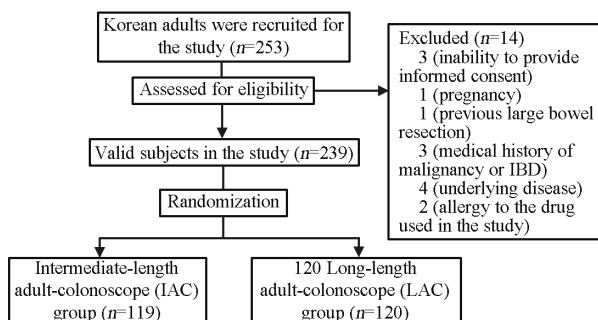 Korean adults were recruited for
the study (n=253)
Assessed for eligibility
Excluded (n=14)
3 (inability to provide
informed consent)
1 (pregnancy)
1 (previous large bowel
resection)
3 (medical history of
malignancy or IBD)
4 (underlying disease)
2 (allergy to the drug
used in the study)
Valid subjects in the study (n=239)
Randomization
Intermediate-length
adult-colonoscope (IAC)
group (n=119)
120 Long-length
adult-colonoscope (LAC)
group (n=120)